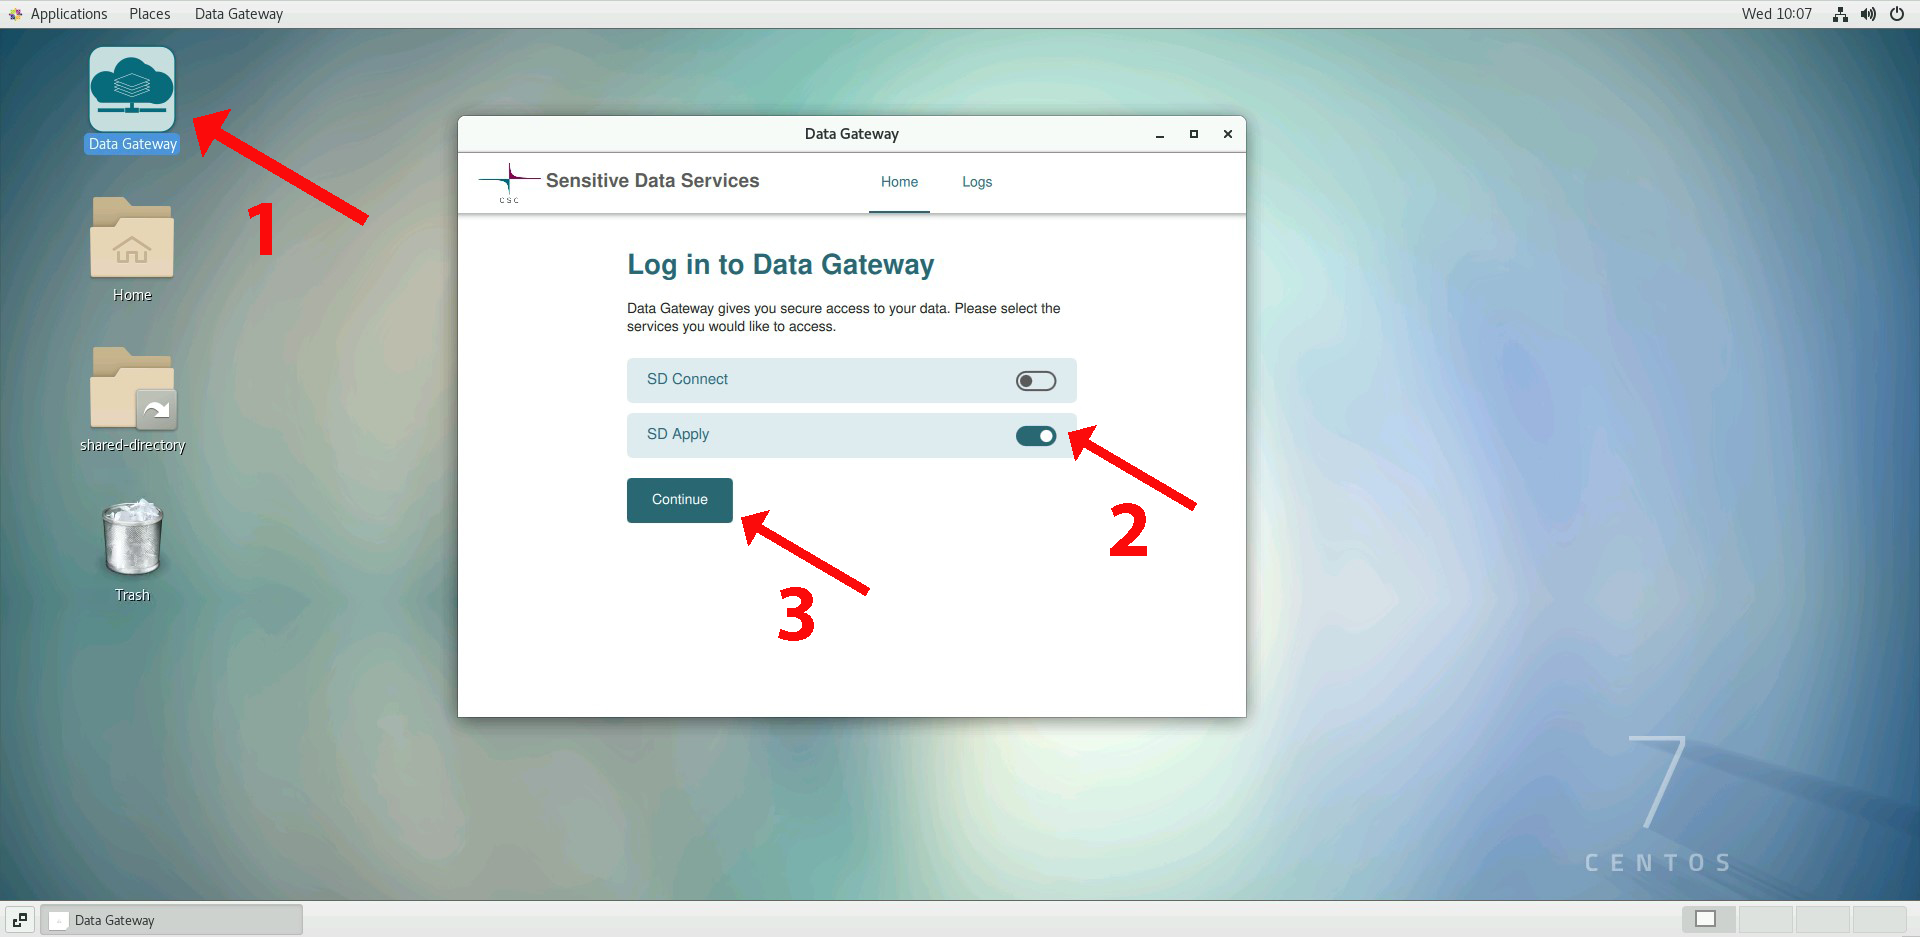 Applications Places Data Gateway Wed 10:07
Data Gateway
1
Home
shared-directory
Trash
Data Gateway
CSC
Sensitive Data Services Home Logs
Log in to Data Gateway
Data Gateway gives you secure access to your data. Please select the
services you would like to access.
SD Connect
SD Apply
2
Continue
3
7
CENTOS
Data Gateway